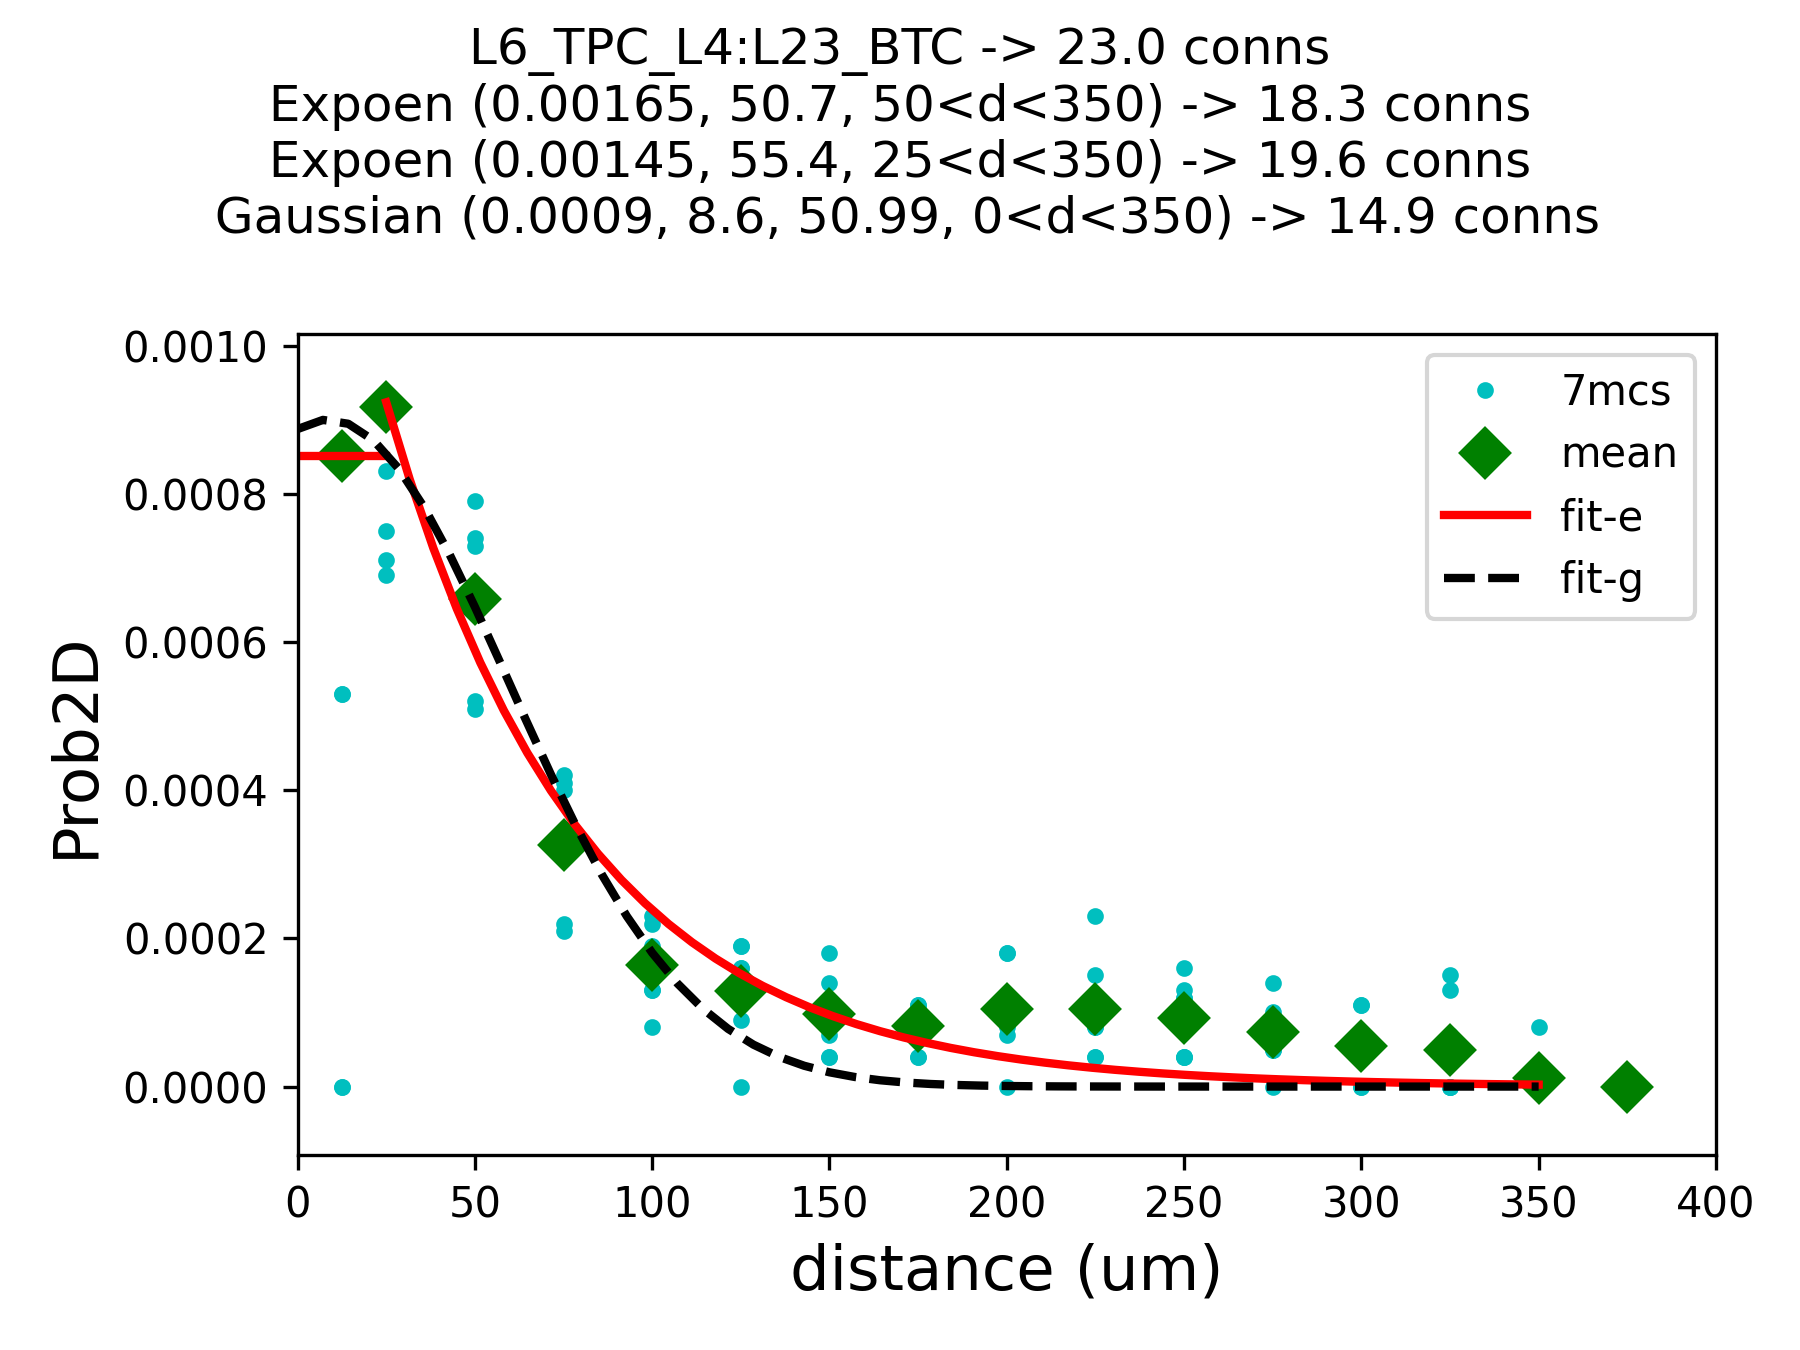 L6_TPC_L4:L23_BTC -> 23.0 conns
Expoen (0.00165, 50.7, 50<d<350) -> 18.3 conns
Expoen (0.00145, 55.4, 25<d<350) -> 19.6 conns
Gaussian (0.0009, 8.6, 50.99, 0<d<350) -> 14.9 conns
0.0010
0.0008
0.0006
0.0004
0.0002
0.0000
Prob2D
7mcs
mean
fit-e
fit-g
0 50 100 150 200 250 300 350 400
distance (um)